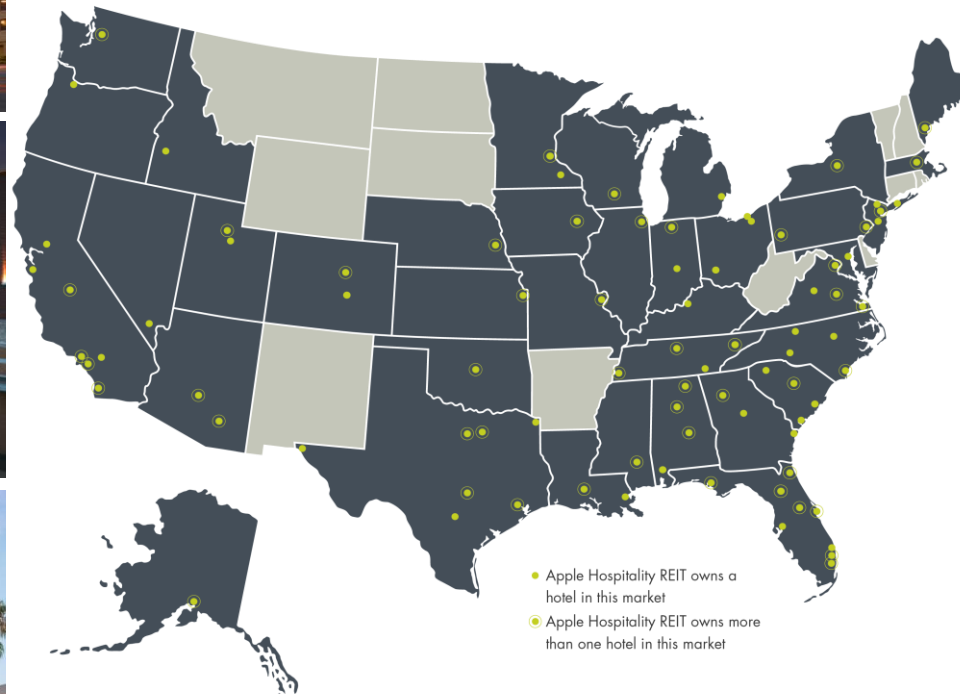 Apple Hospitality REIT owns a
hotel in this market
Apple Hospitality REIT owns more
than one hotel in this market